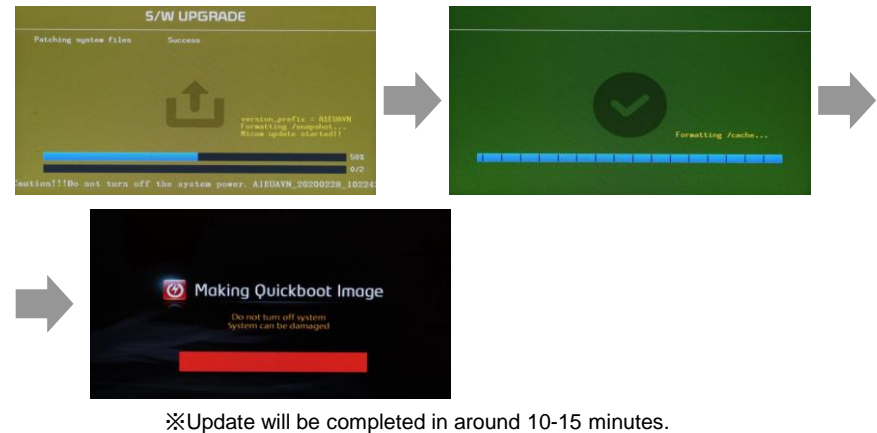 S/W UPGRADE
Patching system files Success
version_prefix = A1EUAVN
Formatting /snapshot...
Micom update started!!
50%
0/2
Caution!!!Do not turn off the system power. A1EUAVN_20200228_10224
Formatting /cache...
Making Quickboot Image
Do not turn off system
System can be damaged
※Update will be completed in around 10-15 minutes.